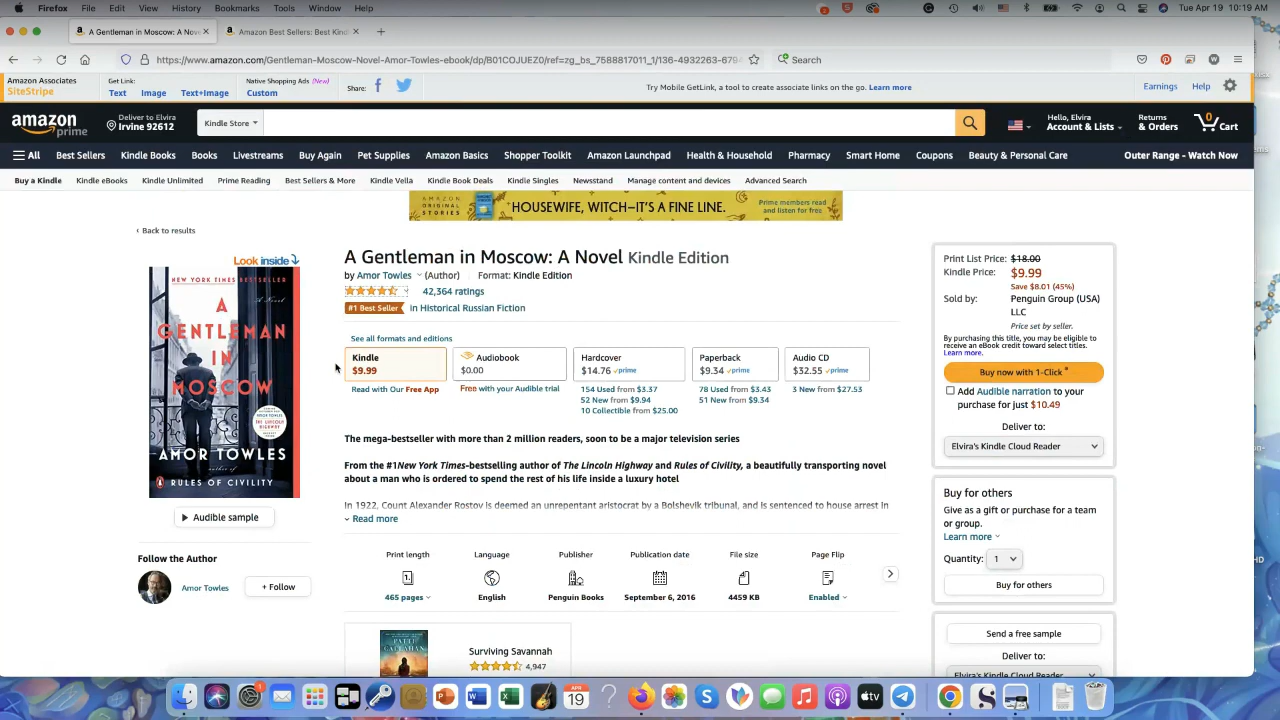 Firefox File Edit View History Bookmarks Tools Window Help Tue Apr 19 10:19 AM
A Gentleman in Moscow: A Nov
Amazon Best Sellers: Best Kind
https://www.amazon.com/Gentleman-Moscow-Novel-Amor-Towles-ebook/dp/B01COJUEZ0/ref=zg_bs_7588817011_1/136-4932263-679
Search
Amazon Associates
SiteStripe
Get Link:
Text Image Text+Image
Native Shopping Ads (New)
Custom
Share:
Try Mobile GetLink, a tool to create associate links on the go. Learn more
Earnings Help
amazon
prime
Deliver to Elvira
Irvine 92612
Kindle Store
Hello, Elvira
Account & Lists
Returns
& Orders
0
Cart
All Best Sellers Kindle Books Books Livestreams Buy Again Pet Supplies Amazon Basics Shopper Toolkit Amazon Launchpad Health & Household Pharmacy Smart Home Coupons Beauty & Personal Care Outer Range - Watch Now
Buy a Kindle Kindle eBooks Kindle Unlimited Prime Reading Best Sellers & More Kindle Vella Kindle Book Deals Kindle Singles Newsstand Manage content and devices Advanced Search
AMAZON
ORIGINAL
STORIES
HOUSEWIFE, WITCH—IT'S A FINE LINE.
Prime members read
and listen for free
‹ Back to results
Look inside
NEW YORK TIMES BESTSELLER
A
GENTLEMAN
IN
MOSCOW
a Novel
THE LINCOLN
HIGHWAY
AMOR TOWLES
author of
RULES OF CIVILITY
Audible sample
Follow the Author
Amor Towles
+ Follow
A Gentleman in Moscow: A Novel Kindle Edition
by Amor Towles (Author) Format: Kindle Edition
42,364 ratings
#1 Best Seller in Historical Russian Fiction
See all formats and editions
Kindle
$9.99
Read with Our Free App
Audiobook
$0.00
Free with your Audible trial
Hardcover
$14.76 prime
154 Used from $3.37
52 New from $9.94
10 Collectible from $25.00
Paperback
$9.34 prime
78 Used from $3.43
51 New from $9.34
Audio CD
$32.55 prime
3 New from $27.53
The mega-bestseller with more than 2 million readers, soon to be a major television series
From the #1New York Times-bestselling author of The Lincoln Highway and Rules of Civility, a beautifully transporting novel
about a man who is ordered to spend the rest of his life inside a luxury hotel
In 1922, Count Alexander Rostov is deemed an unrepentant aristocrat by a Bolshevik tribunal, and is sentenced to house arrest in
Read more
Print length
465 pages
Language
English
Publisher
Penguin Books
Publication date
September 6, 2016
File size
4459 KB
Page Flip
Enabled
PATTI
CALLAHAN
Surviving Savannah
4,947
Print List Price: $18.00
Kindle Price: $9.99
Save $8.01 (45%)
Sold by: Penguin Group (USA)
LLC
Price set by seller.
By purchasing this title, you may be eligible to
receive an eBook credit toward select titles.
Learn more.
Buy now with 1-Click ®
Add Audible narration to your
purchase for just $10.49
Deliver to:
Elvira's Kindle Cloud Reader
Buy for others
Give as a gift or purchase for a team
or group.
Learn more
Quantity: 1
Buy for others
Send a free sample
Deliver to:
Elvira's Kindle Cloud Reader
APR
19
tv